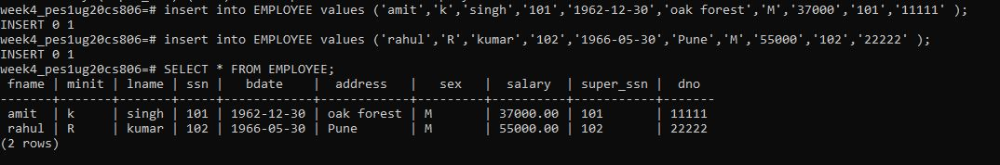 week4_pes1ug20cs806=# insert into EMPLOYEE values ('amit','k','singh','101','1962-12-30','oak forest','M','37000','101','11111' );
INSERT 0 1
week4_pes1ug20cs806=# insert into EMPLOYEE values ('rahul','R','kumar','102','1966-05-30','Pune','M','55000','102','22222' );
INSERT 0 1
week4_pes1ug20cs806=# SELECT * FROM EMPLOYEE;
 fname | minit | lname | ssn |   bdate    |  address   |   sex   |  salary  | super_ssn |  dno
-------+-------+-------+-----+------------+------------+---------+----------+-----------+-------
 amit  | k     | singh | 101 | 1962-12-30 | oak forest | M       | 37000.00 | 101       | 11111
 rahul | R     | kumar | 102 | 1966-05-30 | Pune       | M       | 55000.00 | 102       | 22222
(2 rows)